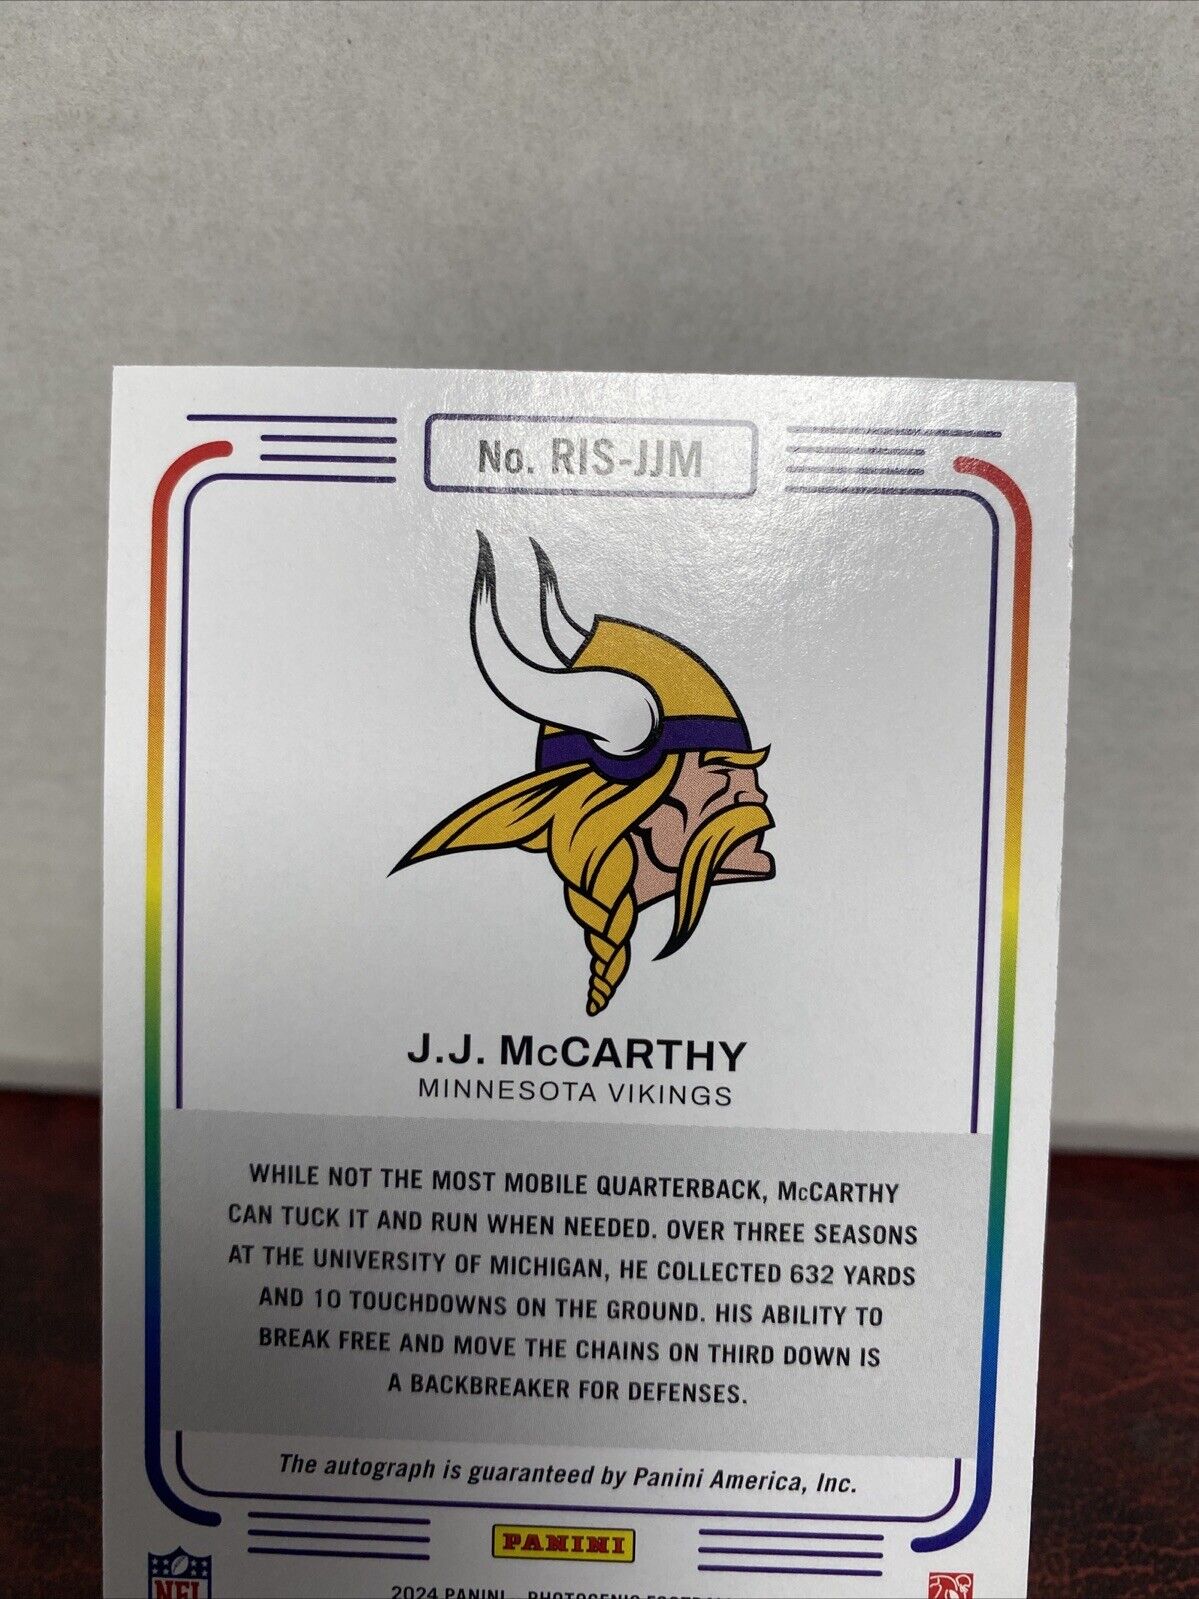 No. RIS-JJM
J.J. McCARTHY
MINNESOTA VIKINGS
WHILE NOT THE MOST MOBILE QUARTERBACK, McCARTHY
CAN TUCK IT AND RUN WHEN NEEDED. OVER THREE SEASONS
AT THE UNIVERSITY OF MICHIGAN, HE COLLECTED 632 YARDS
AND 10 TOUCHDOWNS ON THE GROUND. HIS ABILITY TO
BREAK FREE AND MOVE THE CHAINS ON THIRD DOWN IS
A BACKBREAKER FOR DEFENSES.
The autograph is guaranteed by Panini America, Inc.
PANINI
NFL
2024 PANINI - PHOTOGENIC FOOTBALL